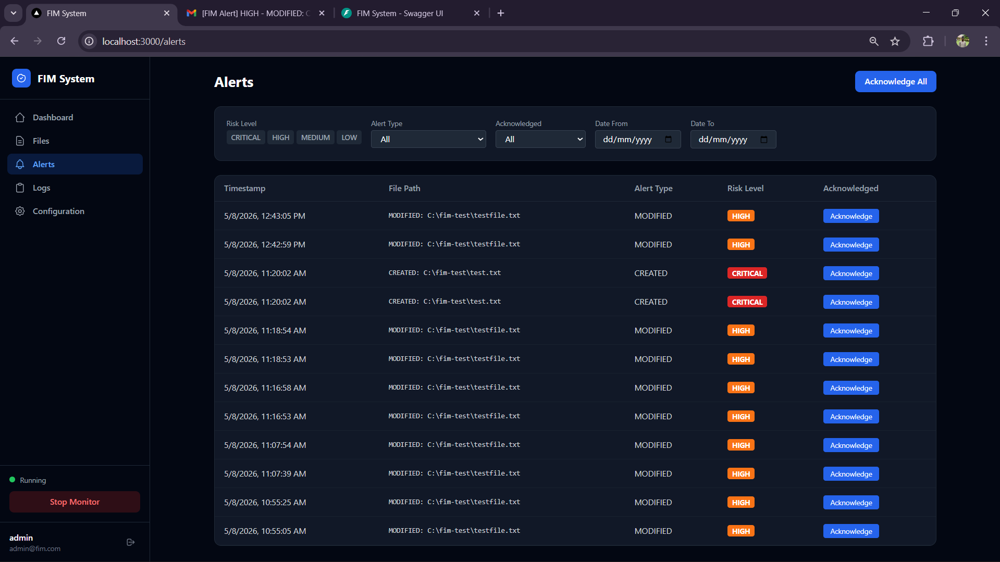 FIM System
[FIM Alert] HIGH - MODIFIED: C
FIM System - Swagger UI
localhost:3000/alerts
FIM System
Dashboard
Files
Alerts
Logs
Configuration
Running
Stop Monitor
admin
admin@fim.com
Alerts
Acknowledge All
Risk Level
CRITICAL HIGH MEDIUM LOW
Alert Type
All
Acknowledged
All
Date From
dd/mm/yyyy
Date To
dd/mm/yyyy
Timestamp File Path Alert Type Risk Level Acknowledged
5/8/2026, 12:43:05 PM MODIFIED: C:\fim-test\testfile.txt MODIFIED HIGH Acknowledge
5/8/2026, 12:42:59 PM MODIFIED: C:\fim-test\testfile.txt MODIFIED HIGH Acknowledge
5/8/2026, 11:20:02 AM CREATED: C:\fim-test\test.txt CREATED CRITICAL Acknowledge
5/8/2026, 11:20:02 AM CREATED: C:\fim-test\test.txt CREATED CRITICAL Acknowledge
5/8/2026, 11:18:54 AM MODIFIED: C:\fim-test\testfile.txt MODIFIED HIGH Acknowledge
5/8/2026, 11:18:53 AM MODIFIED: C:\fim-test\testfile.txt MODIFIED HIGH Acknowledge
5/8/2026, 11:16:58 AM MODIFIED: C:\fim-test\testfile.txt MODIFIED HIGH Acknowledge
5/8/2026, 11:16:53 AM MODIFIED: C:\fim-test\testfile.txt MODIFIED HIGH Acknowledge
5/8/2026, 11:07:54 AM MODIFIED: C:\fim-test\testfile.txt MODIFIED HIGH Acknowledge
5/8/2026, 11:07:39 AM MODIFIED: C:\fim-test\testfile.txt MODIFIED HIGH Acknowledge
5/8/2026, 10:55:25 AM MODIFIED: C:\fim-test\testfile.txt MODIFIED HIGH Acknowledge
5/8/2026, 10:55:05 AM MODIFIED: C:\fim-test\testfile.txt MODIFIED HIGH Acknowledge